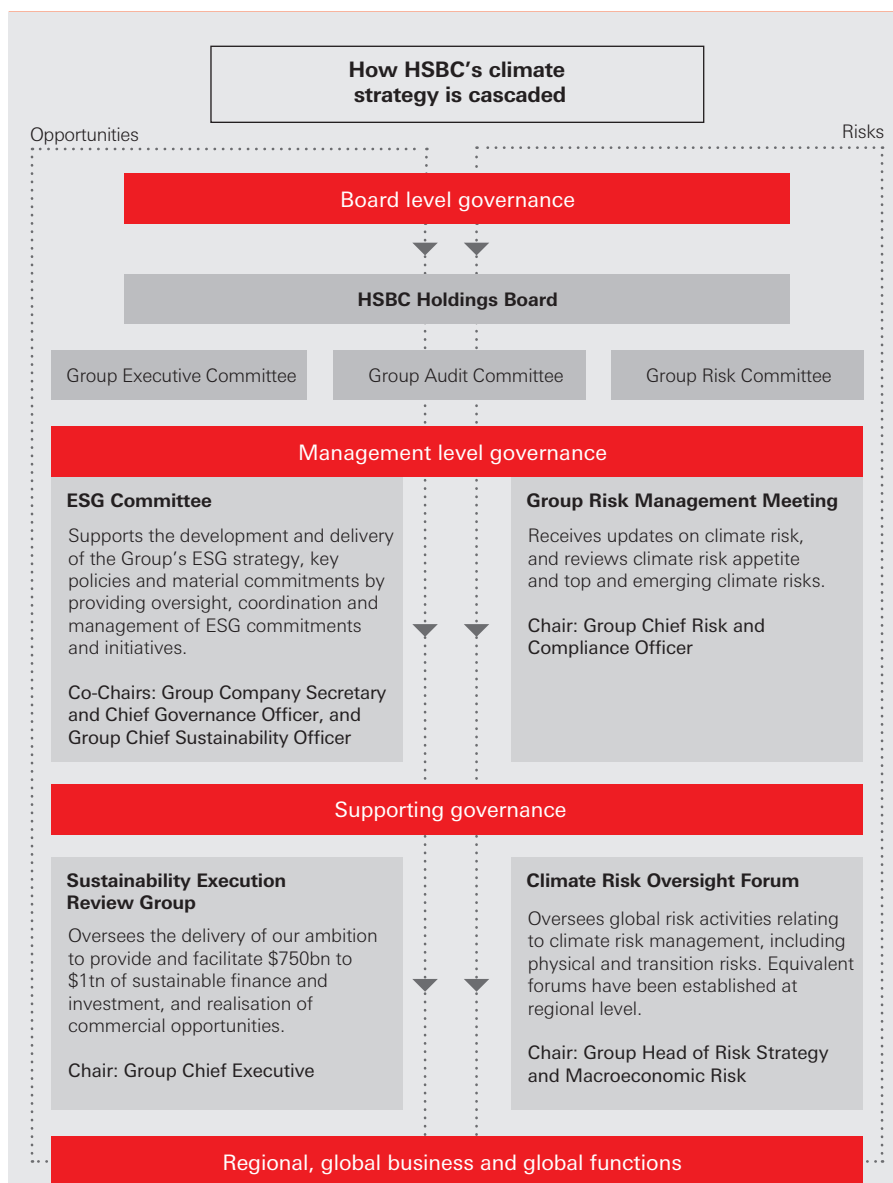 How HSBC's climate
strategy is cascaded
Opportunities
Risks
Board level governance
HSBC Holdings Board
Group Executive Committee
Group Audit Committee
Group Risk Committee
Management level governance
ESG Committee
Supports the development and delivery
of the Group's ESG strategy, key
policies and material commitments by
providing oversight, coordination and
management of ESG commitments
and initiatives.
Co-Chairs: Group Company Secretary
and Chief Governance Officer, and
Group Chief Sustainability Officer
Group Risk Management Meeting
Receives updates on climate risk,
and reviews climate risk appetite
and top and emerging climate risks.
Chair: Group Chief Risk and
Compliance Officer
Supporting governance
Sustainability Execution
Review Group
Oversees the delivery of our ambition
to provide and facilitate $750bn to
$1tn of sustainable finance and
investment, and realisation of
commercial opportunities.
Chair: Group Chief Executive
Climate Risk Oversight Forum
Oversees global risk activities relating
to climate risk management, including
physical and transition risks. Equivalent
forums have been established at
regional level.
Chair: Group Head of Risk Strategy
and Macroeconomic Risk
Regional, global business and global functions